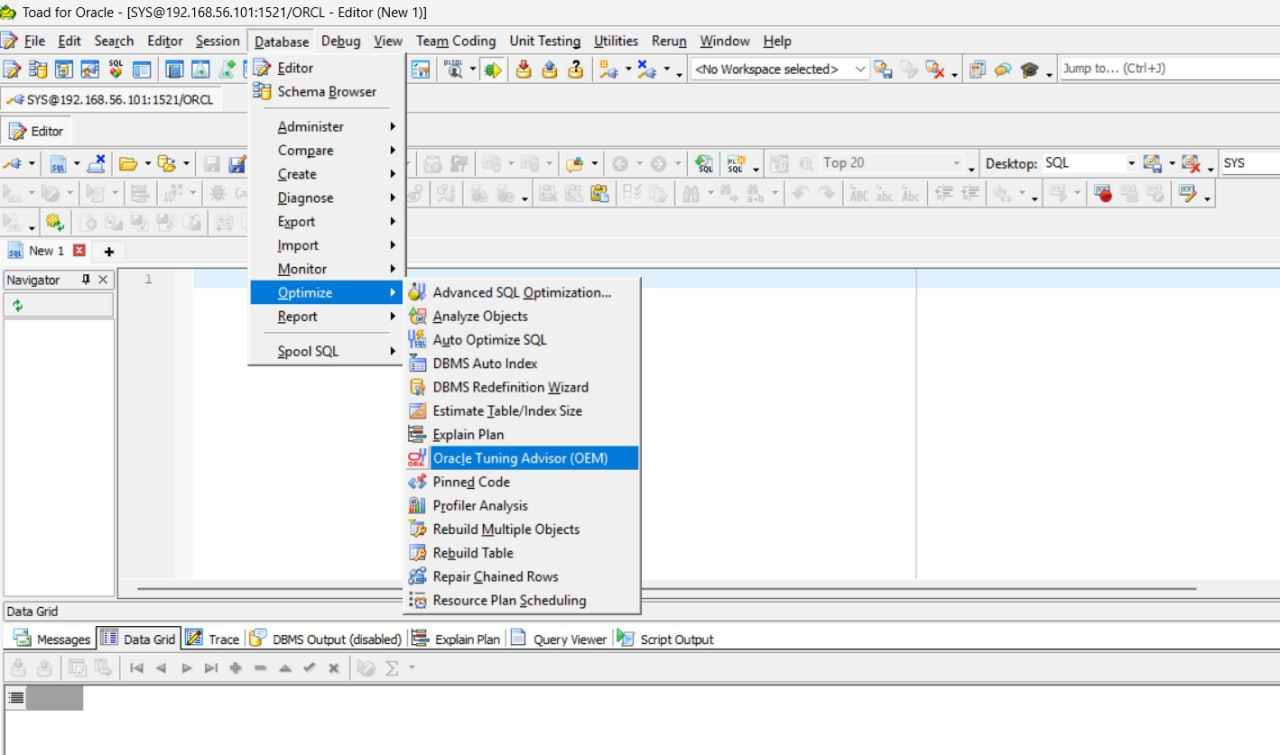 Toad for Oracle - [SYS@192.168.56.101:1521/ORCL - Editor (New 1)]
File Edit Search Editor Session Database Debug View Team Coding Unit Testing Utilities Rerun Window Help
<No Workspace selected> Jump to... (Ctrl+J)
SYS@192.168.56.101:1521/ORCL
Editor
Top 20 Desktop: SQL SYS
New 1
Navigator
1
Editor
Schema Browser
Administer
Compare
Create
Diagnose
Export
Import
Monitor
Optimize
Report
Spool SQL
Advanced SQL Optimization...
Analyze Objects
Auto Optimize SQL
DBMS Auto Index
DBMS Redefinition Wizard
Estimate Table/Index Size
Explain Plan
Oracle Tuning Advisor (OEM)
Pinned Code
Profiler Analysis
Rebuild Multiple Objects
Rebuild Table
Repair Chained Rows
Resource Plan Scheduling
Data Grid
Messages Data Grid Trace DBMS Output (disabled) Explain Plan Query Viewer Script Output